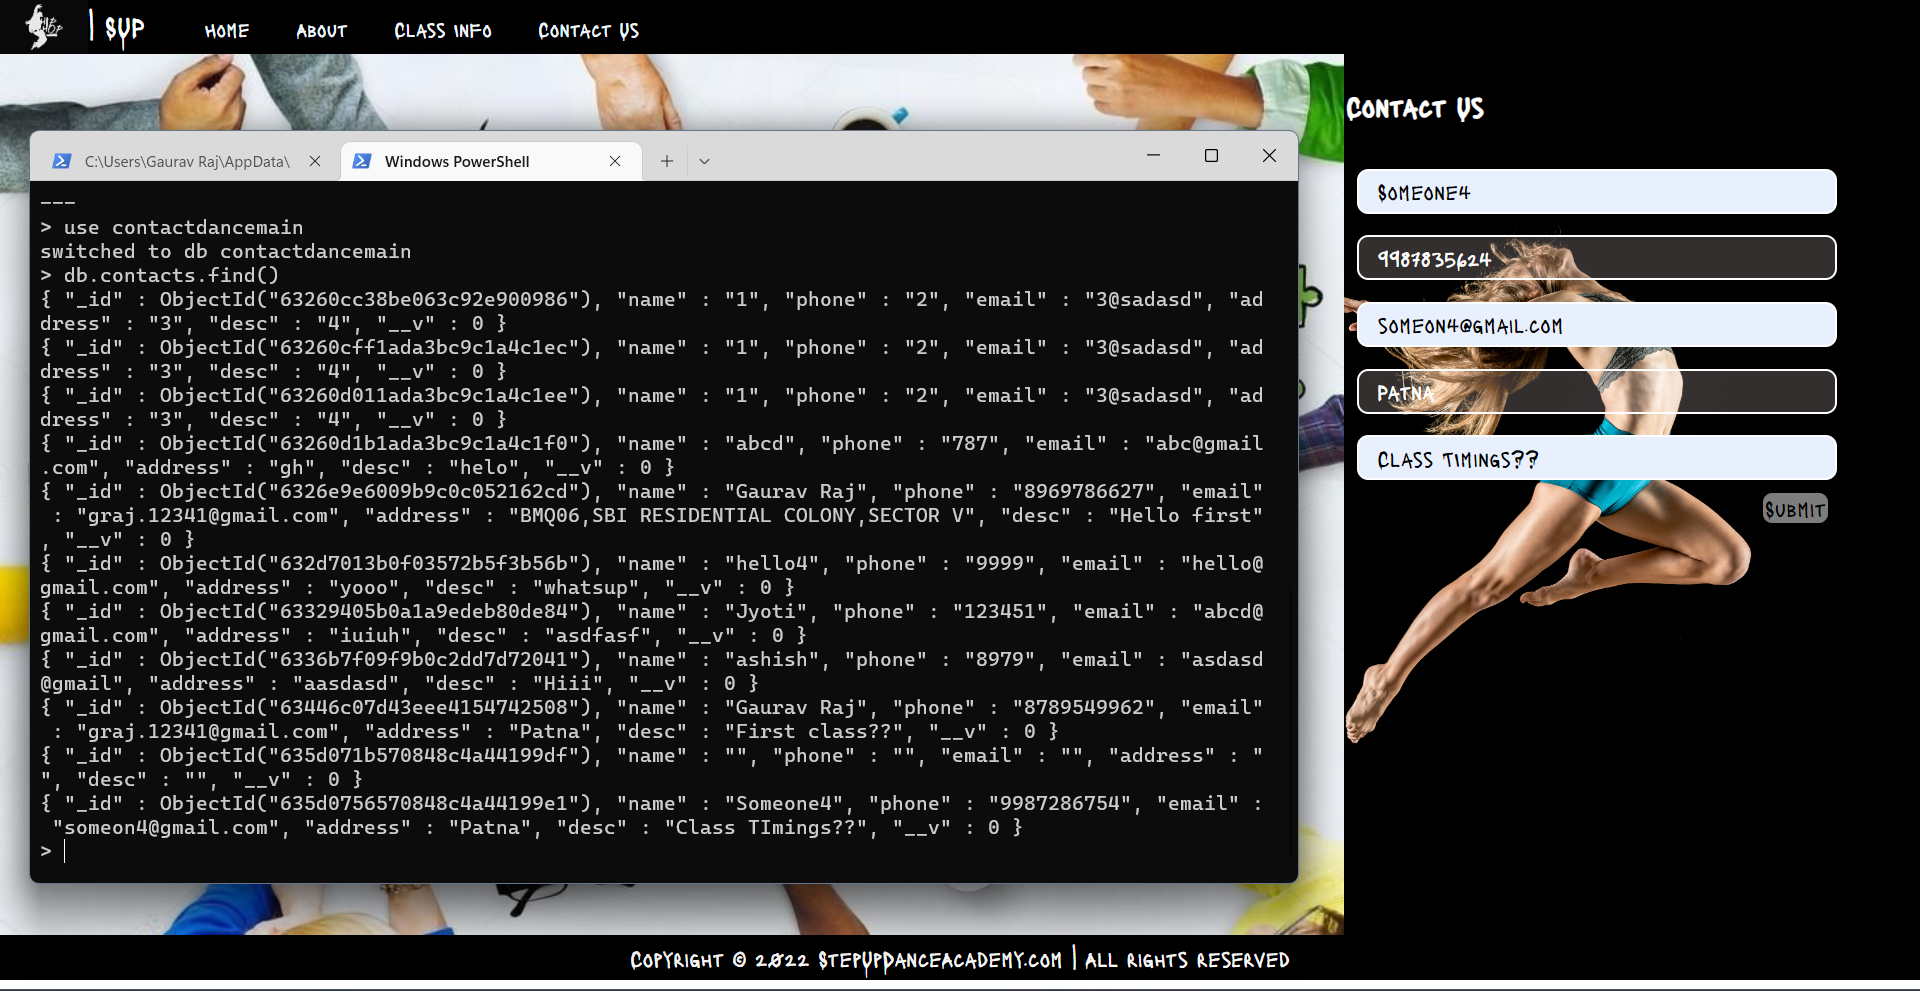 HIP HOP | SUP HOME ABOUT CLASS INFO CONTACT US
C:\Users\Gaurav Raj\AppData\ Windows PowerShell
---
> use contactdancemain
switched to db contactdancemain
> db.contacts.find()
{ "_id" : ObjectId("63260cc38be063c92e900986"), "name" : "1", "phone" : "2", "email" : "3@sadasd", "ad
dress" : "3", "desc" : "4", "__v" : 0 }
{ "_id" : ObjectId("63260cff1ada3bc9c1a4c1ec"), "name" : "1", "phone" : "2", "email" : "3@sadasd", "ad
dress" : "3", "desc" : "4", "__v" : 0 }
{ "_id" : ObjectId("63260d011ada3bc9c1a4c1ee"), "name" : "1", "phone" : "2", "email" : "3@sadasd", "ad
dress" : "3", "desc" : "4", "__v" : 0 }
{ "_id" : ObjectId("63260d1b1ada3bc9c1a4c1f0"), "name" : "abcd", "phone" : "787", "email" : "abc@gmail
.com", "address" : "gh", "desc" : "helo", "__v" : 0 }
{ "_id" : ObjectId("6326e9e6009b9c0c052162cd"), "name" : "Gaurav Raj", "phone" : "8969786627", "email"
 : "graj.12341@gmail.com", "address" : "BMQ06,SBI RESIDENTIAL COLONY,SECTOR V", "desc" : "Hello first"
, "__v" : 0 }
{ "_id" : ObjectId("632d7013b0f03572b5f3b56b"), "name" : "hello4", "phone" : "9999", "email" : "hello@
gmail.com", "address" : "yooo", "desc" : "whatsup", "__v" : 0 }
{ "_id" : ObjectId("63329405b0a1a9edeb80de84"), "name" : "Jyoti", "phone" : "123451", "email" : "abcd@
gmail.com", "address" : "iuiuh", "desc" : "asdfasf", "__v" : 0 }
{ "_id" : ObjectId("6336b7f09f9b0c2dd7d72041"), "name" : "ashish", "phone" : "8979", "email" : "asdasd
@gmail", "address" : "aasdasd", "desc" : "Hiii", "__v" : 0 }
{ "_id" : ObjectId("63446c07d43eee4154742508"), "name" : "Gaurav Raj", "phone" : "8789549962", "email"
 : "graj.12341@gmail.com", "address" : "Patna", "desc" : "First class??", "__v" : 0 }
{ "_id" : ObjectId("635d071b570848c4a44199df"), "name" : "", "phone" : "", "email" : "", "address" : "
", "desc" : "", "__v" : 0 }
{ "_id" : ObjectId("635d0756570848c4a44199e1"), "name" : "Someone4", "phone" : "9987286754", "email" :
 "someon4@gmail.com", "address" : "Patna", "desc" : "Class TImings??", "__v" : 0 }
>
CONTACT US
SOMEONE4
9987835624
SOMEON4@GMAIL.COM
PATNA
CLASS TIMINGS??
SUBMIT
COPYRIGHT © 2022 STEPUPDANCEACADEMY.COM | ALL RIGHTS RESERVED